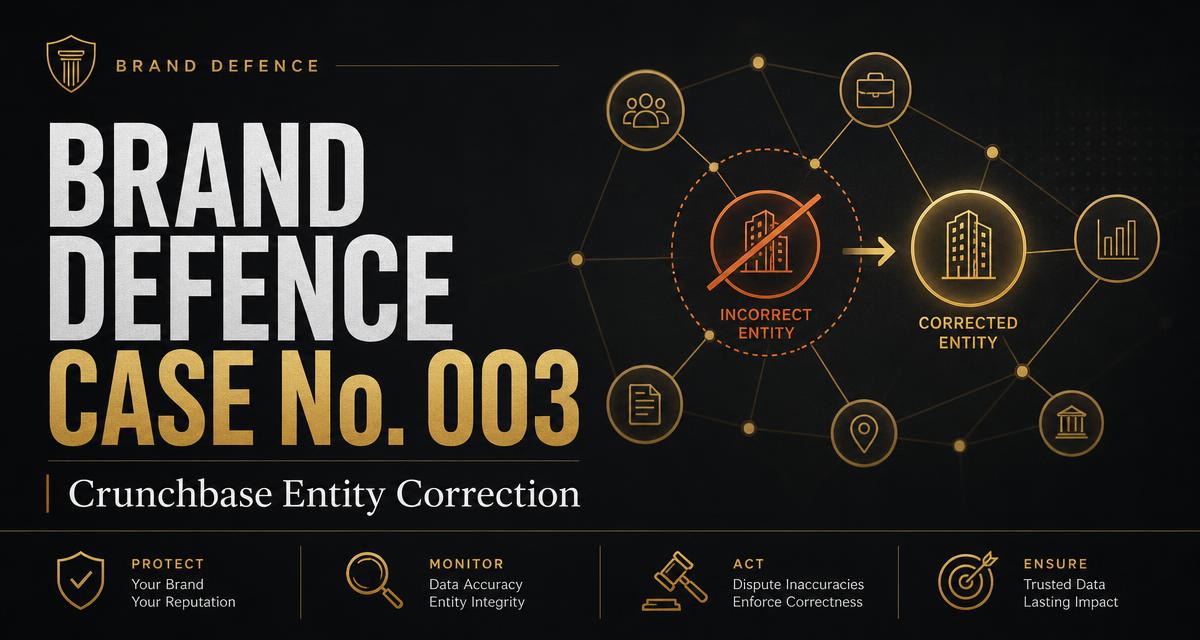 BRAND DEFENCE
BRAND
DEFENCE
CASE No. 003
Crunchbase Entity Correction
INCORRECT
ENTITY
CORRECTED
ENTITY
PROTECT
Your Brand
Your Reputation
MONITOR
Data Accuracy
Entity Integrity
ACT
Dispute Inaccuracies
Enforce Correctness
ENSURE
Trusted Data
Lasting Impact